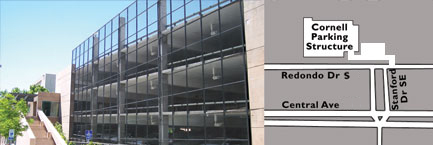 Cornell
Parking
Structure
Redondo Dr S
Central Ave
Stanford
Dr SE